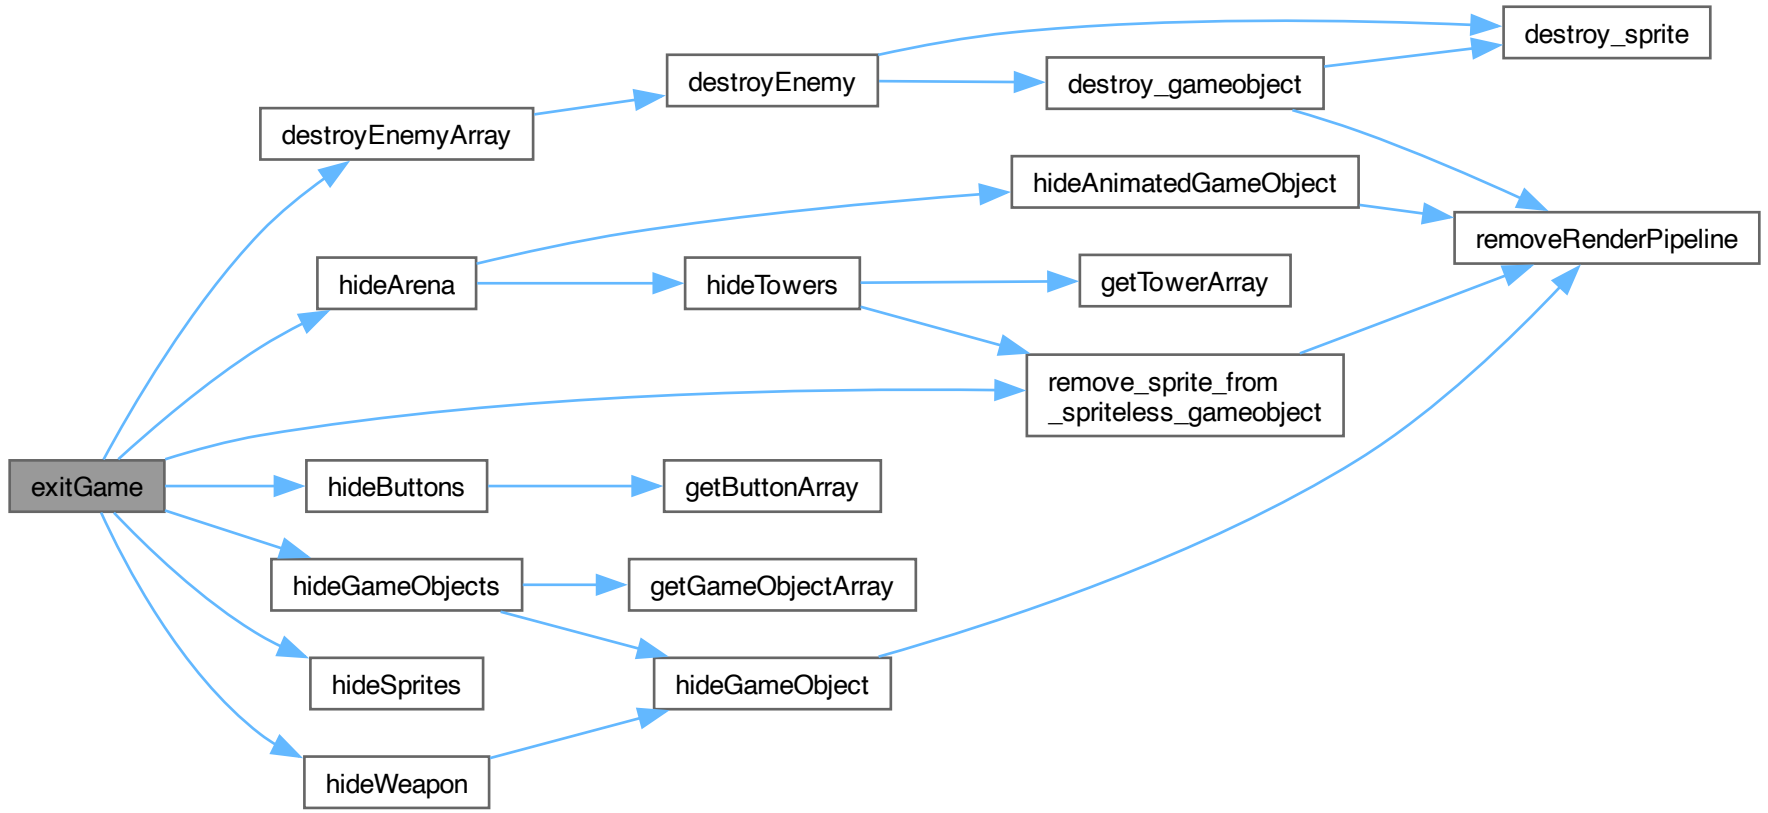 destroy_sprite
destroyEnemy
destroy_gameobject
destroyEnemyArray
hideAnimatedGameObject
removeRenderPipeline
hideArena
hideTowers
getTowerArray
remove_sprite_from
_spriteless_gameobject
exitGame
hideButtons
getButtonArray
hideGameObjects
getGameObjectArray
hideSprites
hideGameObject
hideWeapon